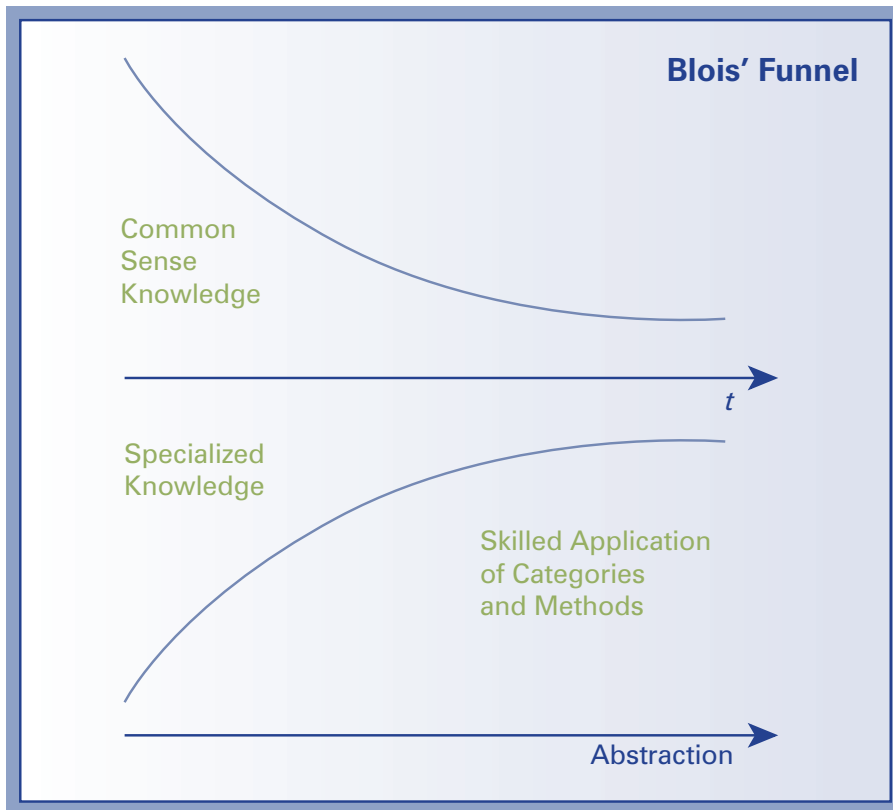 Blois’ Funnel
Common
Sense
Knowledge
t
Specialized
Knowledge
Skilled Application
of Categories
and Methods
Abstraction